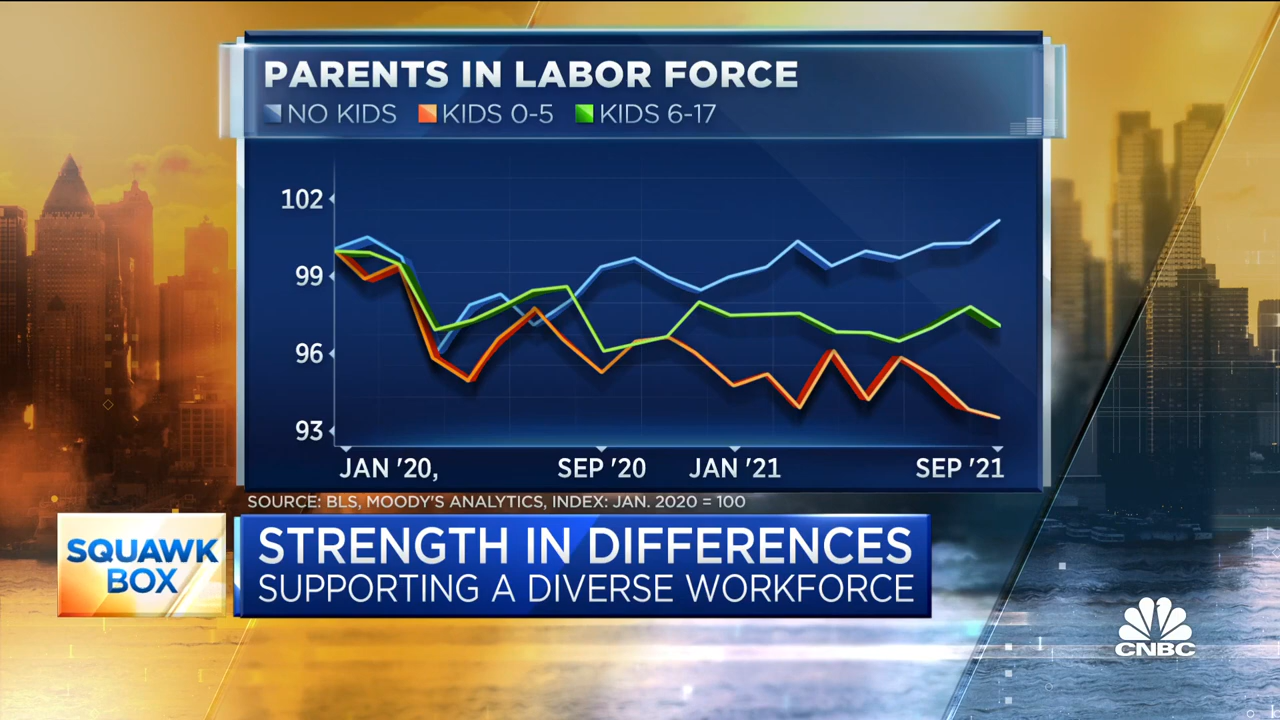 PARENTS IN LABOR FORCE
NO KIDS KIDS 0-5 KIDS 6-17
102
99
96
93
JAN '20, SEP '20 JAN '21 SEP '21
SOURCE: BLS, MOODY'S ANALYTICS, INDEX: JAN. 2020 = 100
SQUAWK BOX
STRENGTH IN DIFFERENCES
SUPPORTING A DIVERSE WORKFORCE
CNBC